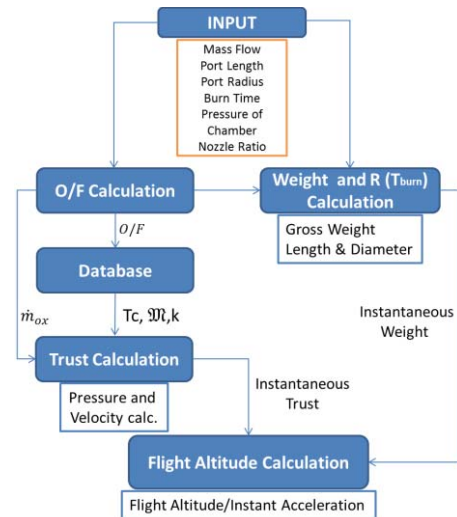 INPUT
Mass Flow
Port Length
Port Radius
Burn Time
Pressure of
Chamber
Nozzle Ratio
O/F Calculation
Weight and R (Tburn)
Calculation
Gross Weight
Length & Diameter
O/F
Database
ṁox
Tc, 𝔐,k
Instantaneous
Weight
Trust Calculation
Pressure and
Velocity calc.
Instantaneous
Trust
Flight Altitude Calculation
Flight Altitude/Instant Acceleration